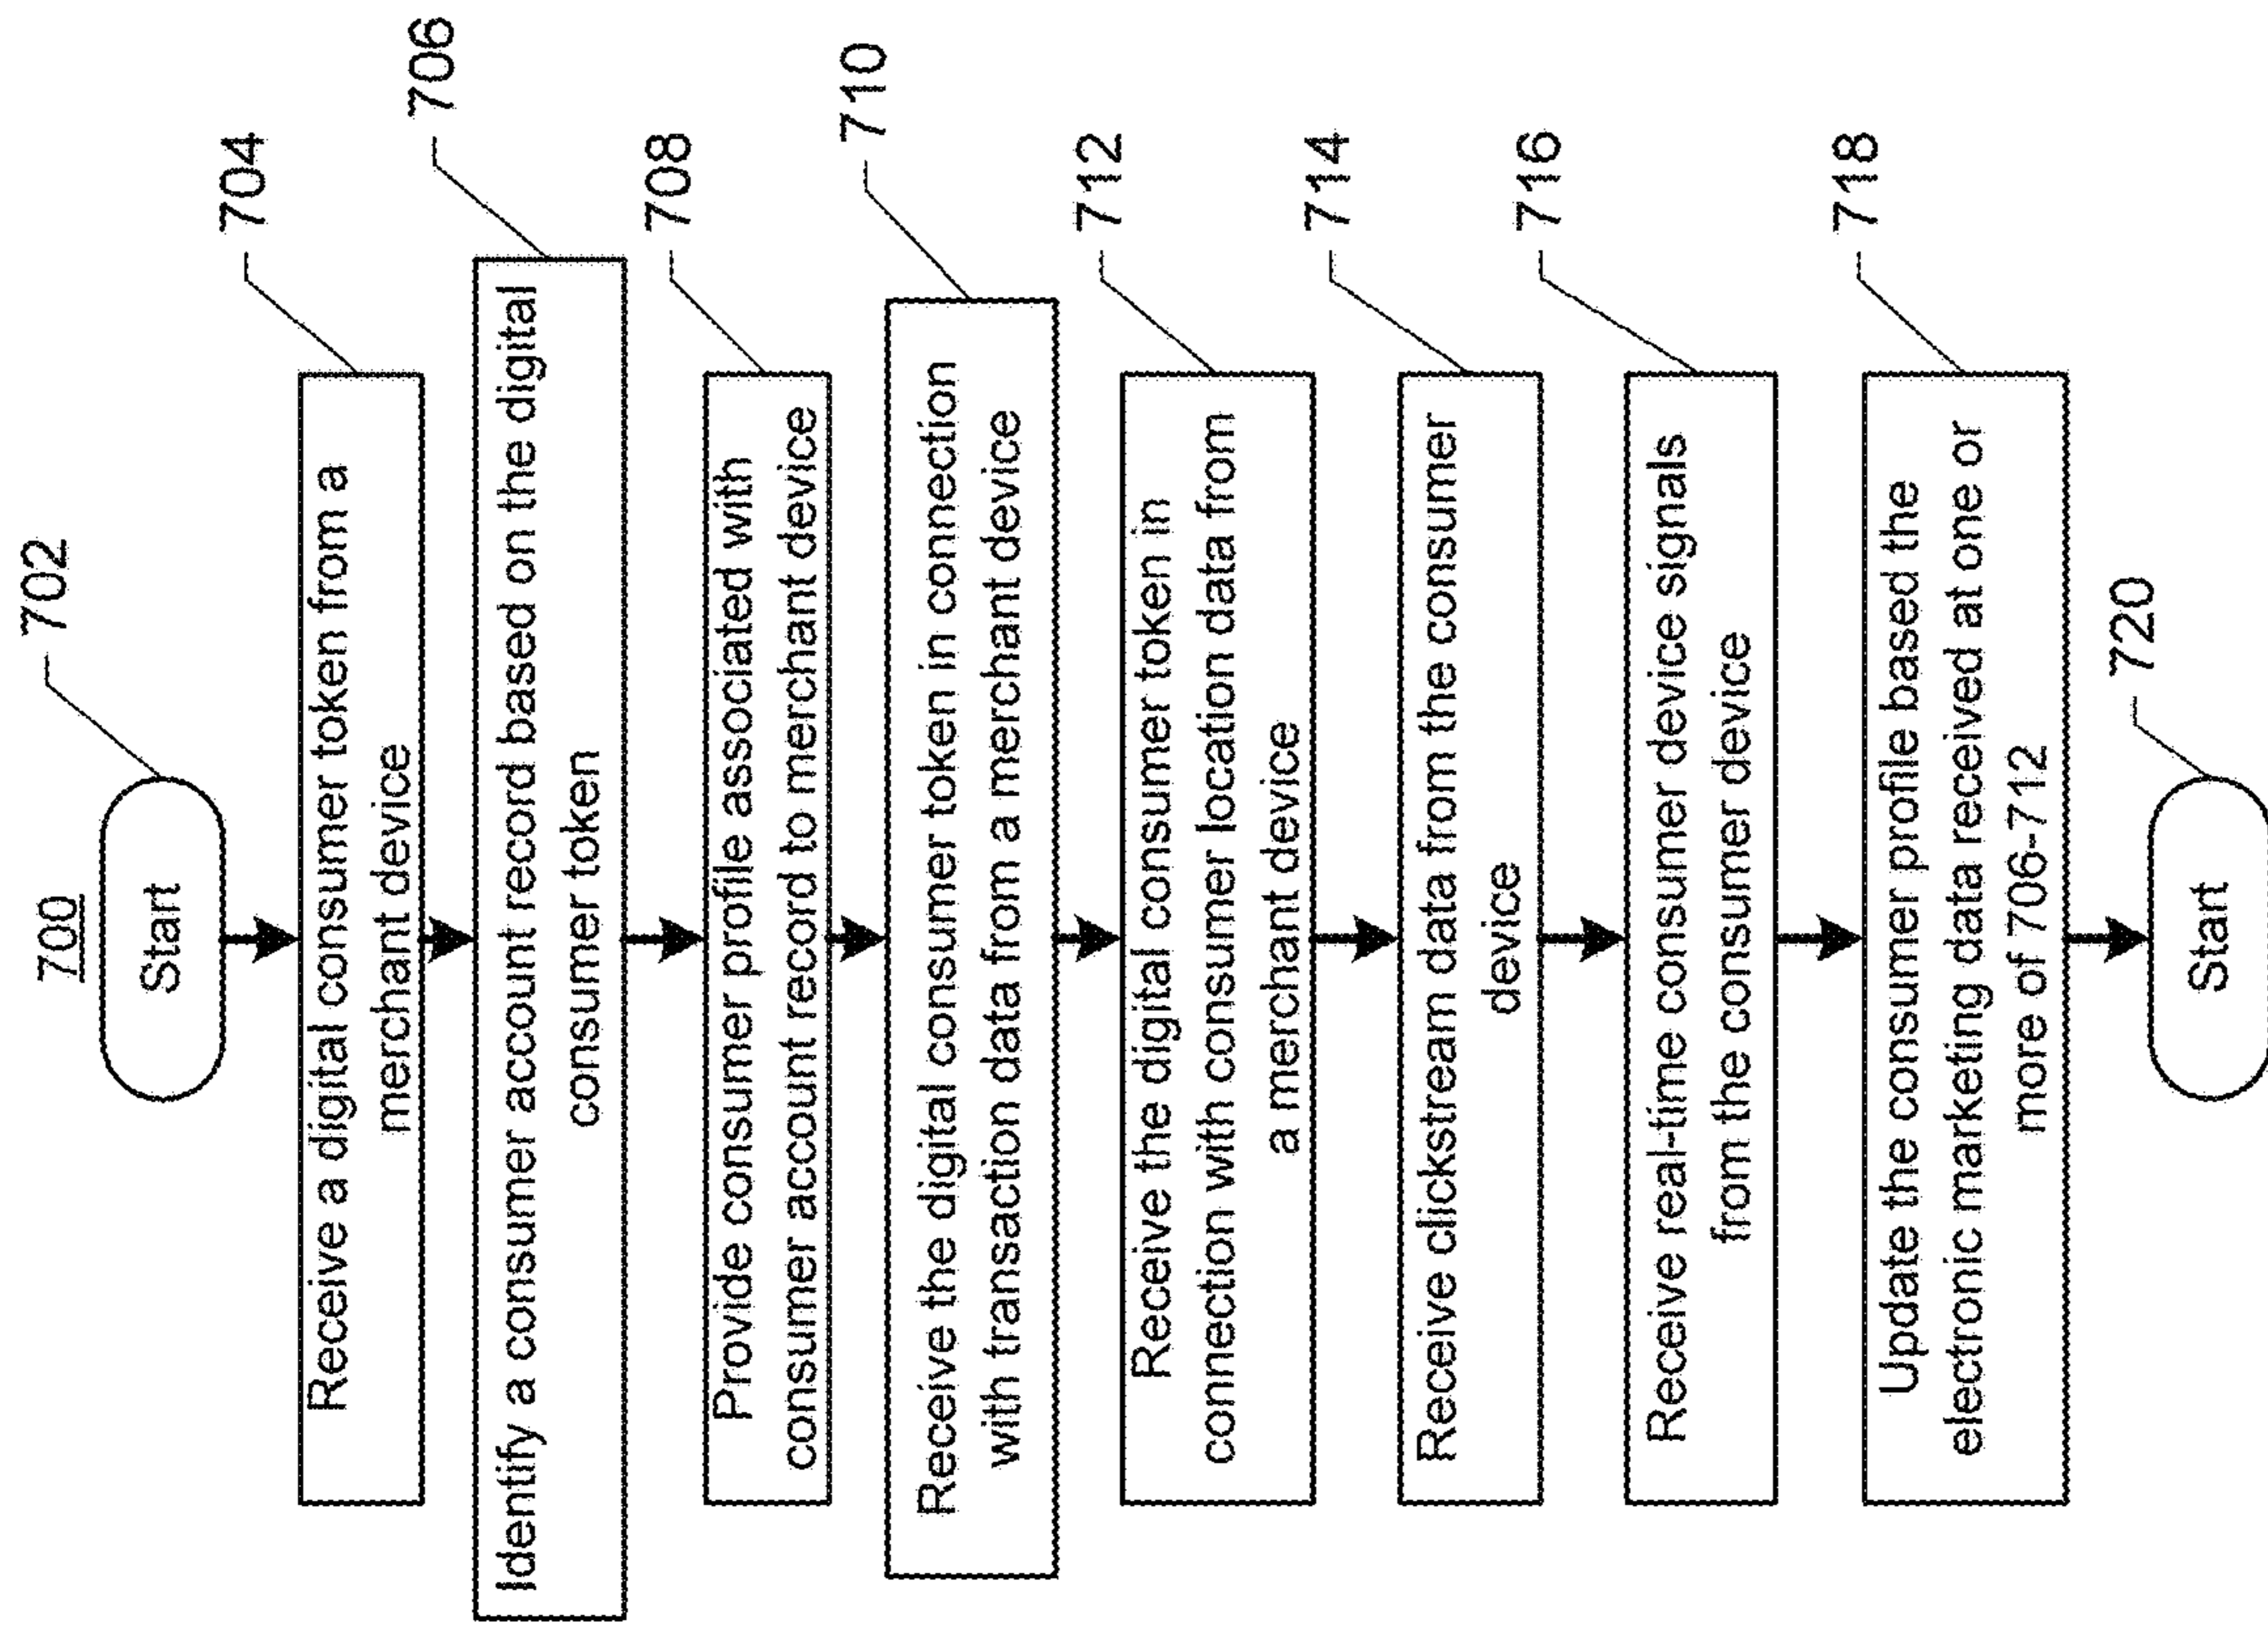 700
702
Start
704
Receive a digital consumer token from a
merchant device
706
Identify a consumer account record based on the digital
consumer token
708
Provide consumer profile associated with
consumer account record to merchant device
710
Receive the digital consumer token in connection
with transaction data from a merchant device
712
Receive the digital consumer token in
connection with consumer location data from
a merchant device
714
Receive clickstream data from the consumer
device
716
Receive real-time consumer device signals
from the consumer device
718
Update the consumer profile based the
electronic marketing data received at one or
more of 706-712
720
Start